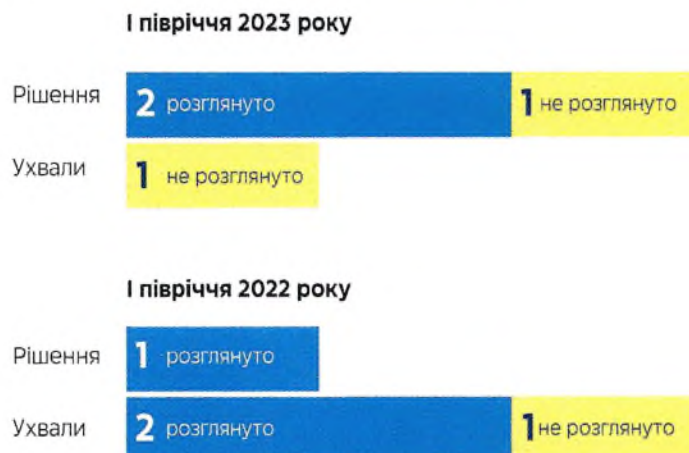 І півріччя 2023 року
Рішення 2 розглянуто 1 не розглянуто
Ухвали 1 не розглянуто
І півріччя 2022 року
Рішення 1 розглянуто
Ухвали 2 розглянуто 1 не розглянуто